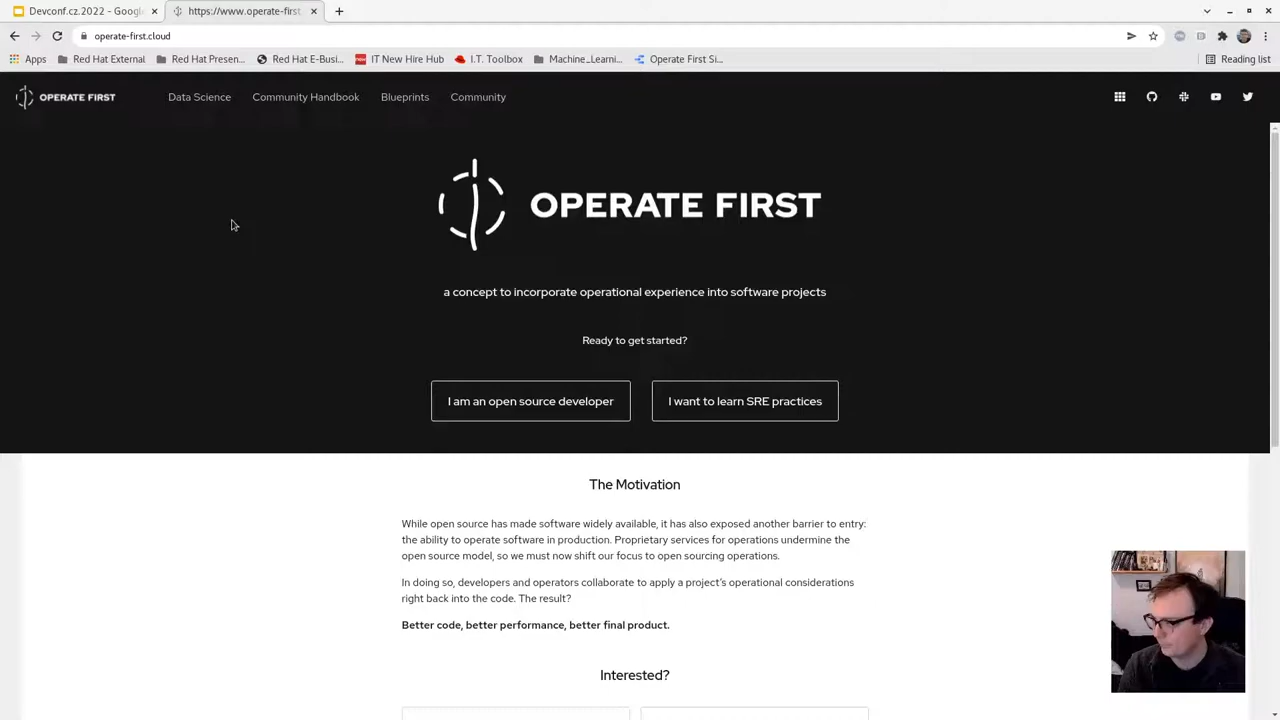 Devconf.cz.2022 - Google
https://www.operate-first
operate-first.cloud
Apps
Red Hat External
Red Hat Presen...
Red Hat E-Busi...
IT New Hire Hub
I.T. Toolbox
Machine_Learni...
Operate First Si...
Reading list
OPERATE FIRST
Data Science
Community Handbook
Blueprints
Community
OPERATE FIRST
a concept to incorporate operational experience into software projects
Ready to get started?
I am an open source developer
I want to learn SRE practices
The Motivation
While open source has made software widely available, it has also exposed another barrier to entry:
the ability to operate software in production. Proprietary services for operations undermine the
open source model, so we must now shift our focus to open sourcing operations.
In doing so, developers and operators collaborate to apply a project's operational considerations
right back into the code. The result?
Better code, better performance, better final product.
Interested?